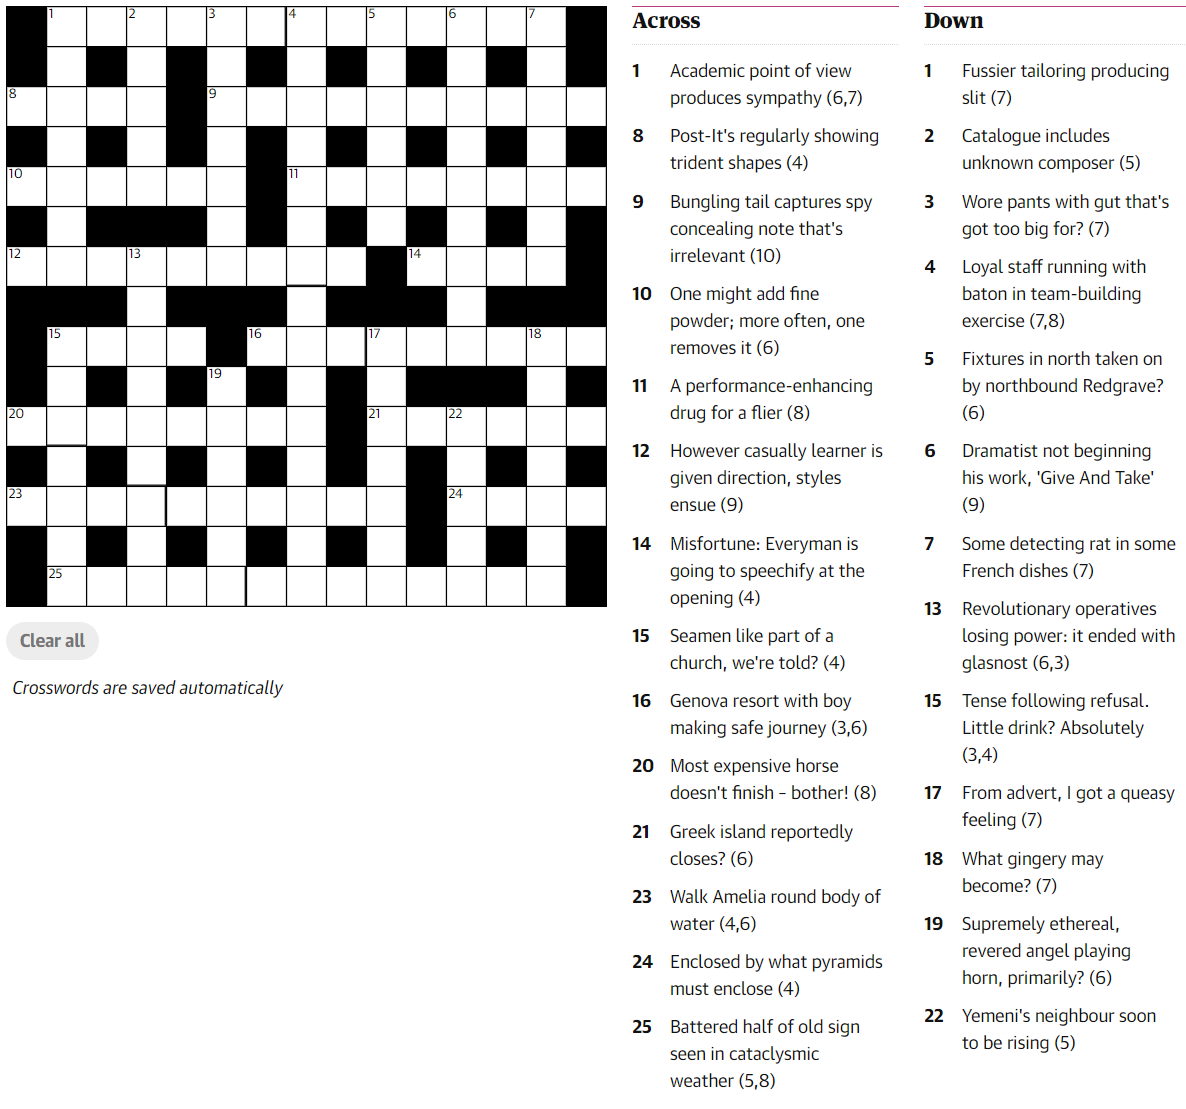 1 2 3 4 5 6 7
8 9
10 11
12 13 14
15 16 17 18
19
20 21 22
23 24
25
Clear all
Crosswords are saved automatically
Across
1 Academic point of view
produces sympathy (6,7)
8 Post-It's regularly showing
trident shapes (4)
9 Bungling tail captures spy
concealing note that's
irrelevant (10)
10 One might add fine
powder; more often, one
removes it (6)
11 A performance-enhancing
drug for a flier (8)
12 However casually learner is
given direction, styles
ensue (9)
14 Misfortune: Everyman is
going to speechify at the
opening (4)
15 Seamen like part of a
church, we're told? (4)
16 Genova resort with boy
making safe journey (3,6)
20 Most expensive horse
doesn't finish – bother! (8)
21 Greek island reportedly
closes? (6)
23 Walk Amelia round body of
water (4,6)
24 Enclosed by what pyramids
must enclose (4)
25 Battered half of old sign
seen in cataclysmic
weather (5,8)
Down
1 Fussier tailoring producing
slit (7)
2 Catalogue includes
unknown composer (5)
3 Wore pants with gut that's
got too big for? (7)
4 Loyal staff running with
baton in team-building
exercise (7,8)
5 Fixtures in north taken on
by northbound Redgrave?
(6)
6 Dramatist not beginning
his work, 'Give And Take'
(9)
7 Some detecting rat in some
French dishes (7)
13 Revolutionary operatives
losing power: it ended with
glasnost (6,3)
15 Tense following refusal.
Little drink? Absolutely
(3,4)
17 From advert, I got a queasy
feeling (7)
18 What gingery may
become? (7)
19 Supremely ethereal,
revered angel playing
horn, primarily? (6)
22 Yemeni's neighbour soon
to be rising (5)